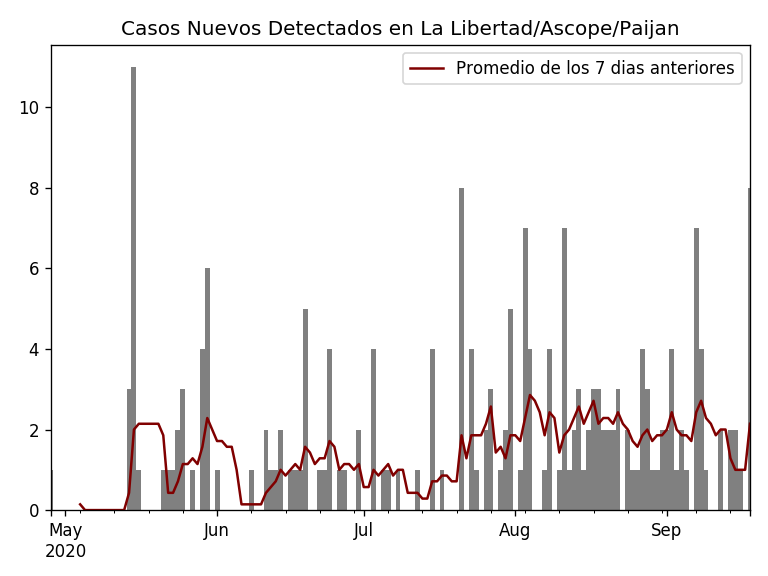 Casos Nuevos Detectados en La Libertad/Ascope/Paijan
Promedio de los 7 dias anteriores
10
8
6
4
2
0
May Jun Jul Aug Sep
2020